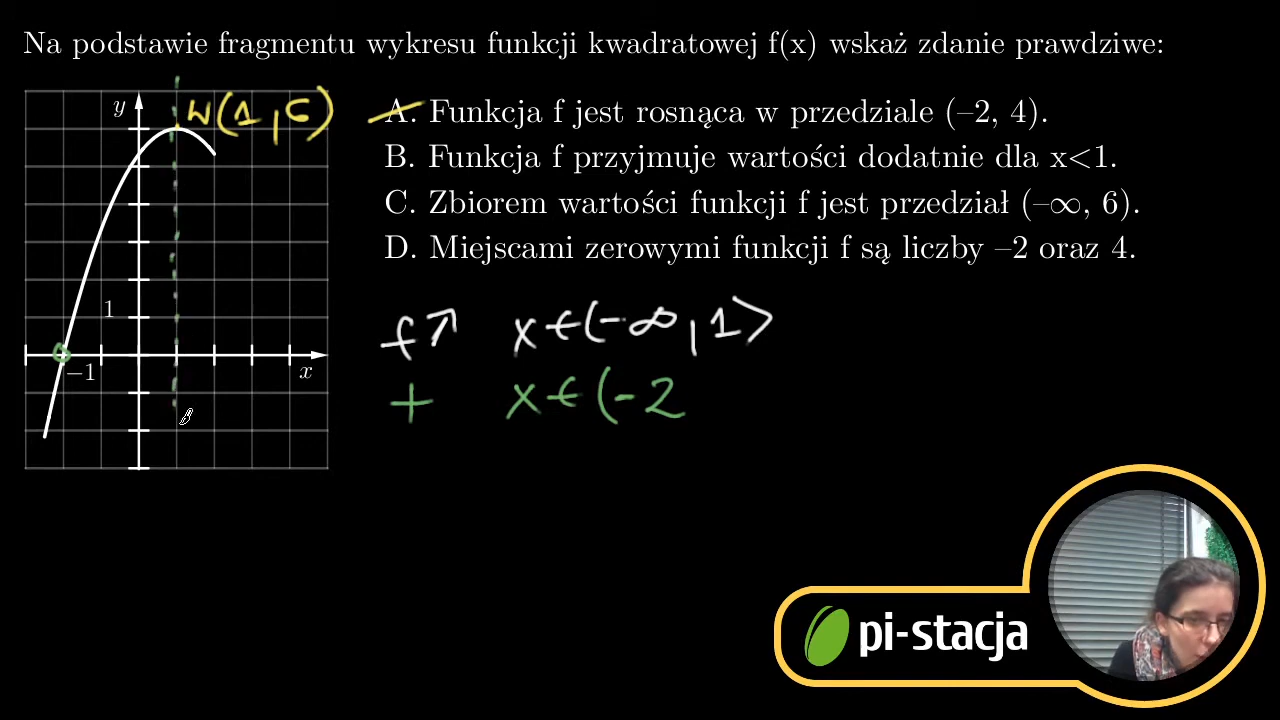 Na podstawie fragmentu wykresu funkcji kwadratowej f(x) wskaż zdanie prawdziwe:
y
W(1,6)
A. Funkcja f jest rosnąca w przedziale (–2, 4).
B. Funkcja f przyjmuje wartości dodatnie dla x<1.
C. Zbiorem wartości funkcji f jest przedział (–∞, 6).
D. Miejscami zerowymi funkcji f są liczby –2 oraz 4.
1
–1
x
f↗ x∈(-∞,1>
+ x∈(-2
pi-stacja